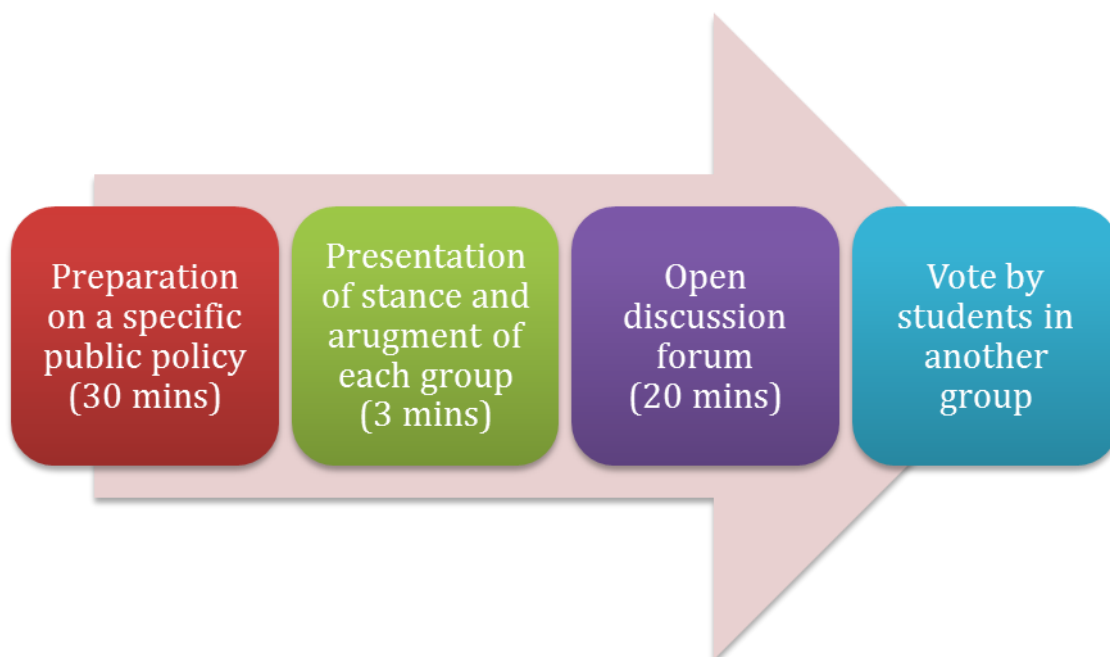 Preparation
on a specific
public policy
(30 mins)
Presentation
of stance and
arugment of
each group
(3 mins)
Open
discussion
forum
(20 mins)
Vote by
students in
another
group